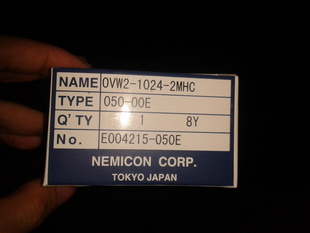 NAME OVW2-1024-2MHC
TYPE 050-00E
Q'TY 1 8Y
No. E004215-050E
NEMICON CORP.
TOKYO JAPAN